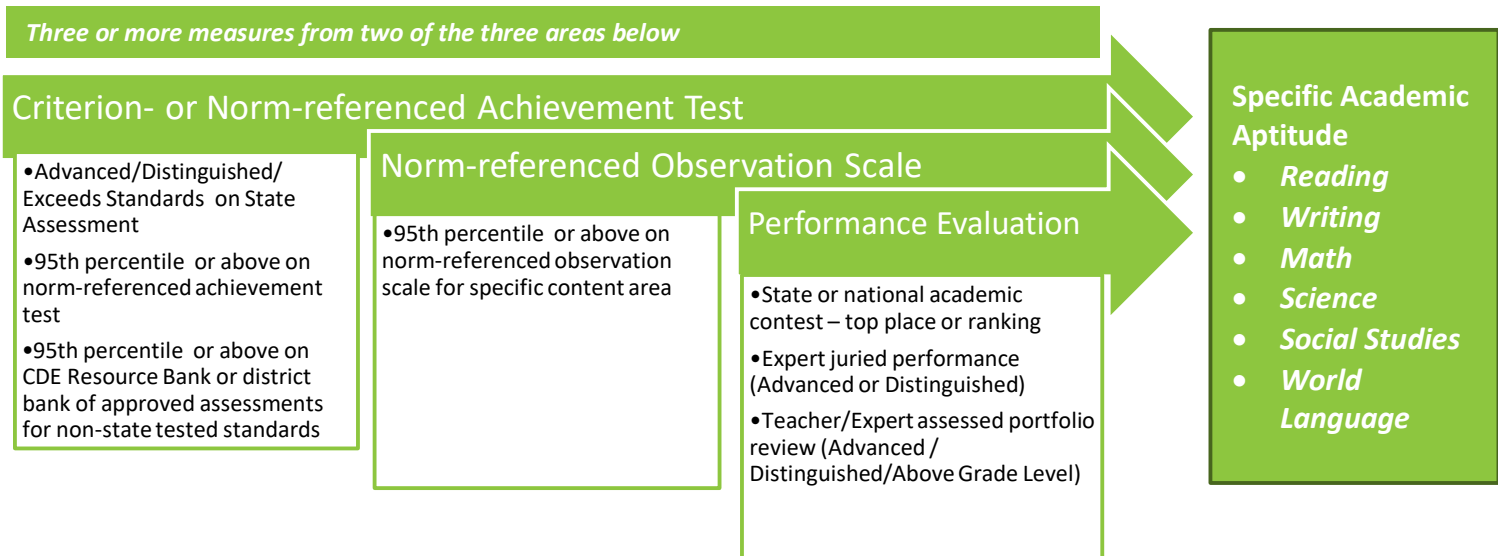 Three or more measures from two of the three areas below
Criterion- or Norm-referenced Achievement Test
•Advanced/Distinguished/
Exceeds Standards on State
Assessment
•95th percentile or above on
norm-referenced achievement
test
•95th percentile or above on
CDE Resource Bank or district
bank of approved assessments
for non-state tested standards
Norm-referenced Observation Scale
•95th percentile or above on
norm-referenced observation
scale for specific content area
Performance Evaluation
•State or national academic
contest – top place or ranking
•Expert juried performance
(Advanced or Distinguished)
•Teacher/Expert assessed portfolio
review (Advanced /
Distinguished/Above Grade Level)
Specific Academic
Aptitude
• Reading
• Writing
• Math
• Science
• Social Studies
• World
Language